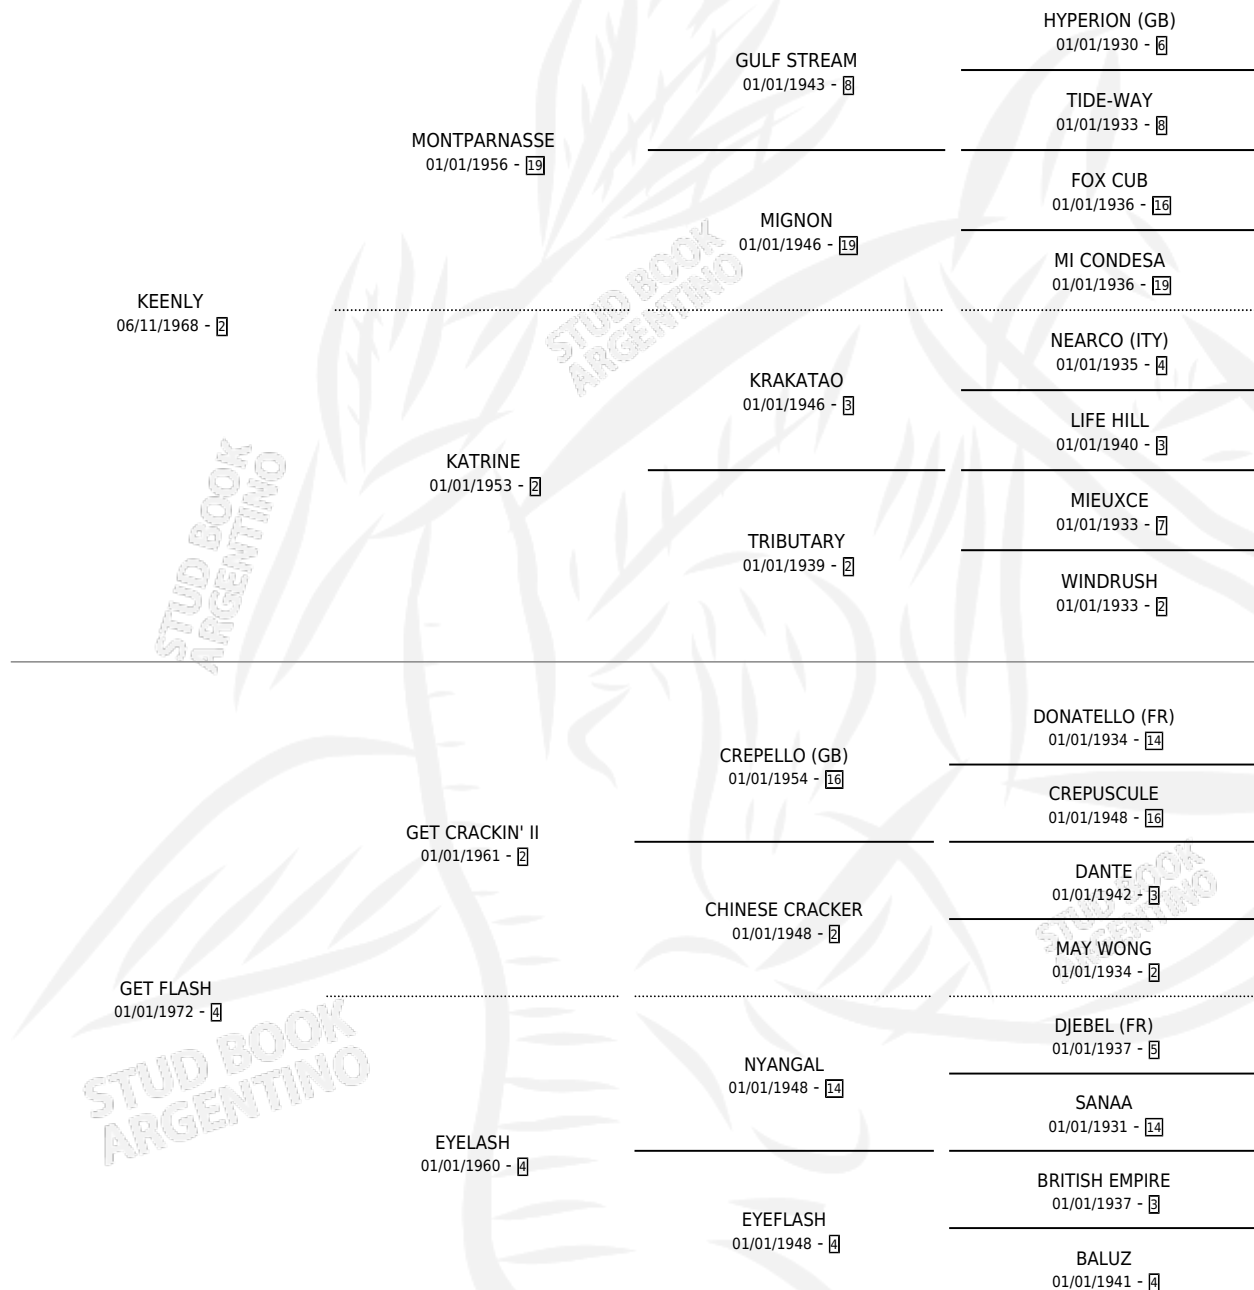 HYPERION (GB)
01/01/1930 - 6
GULF STREAM
01/01/1943 - 8
TIDE-WAY
01/01/1933 - 8
MONTPARNASSE
01/01/1956 - 19
FOX CUB
01/01/1936 - 16
MIGNON
01/01/1946 - 19
MI CONDESA
01/01/1936 - 19
KEENLY
06/11/1968 - 2
NEARCO (ITY)
01/01/1935 - 4
KRAKATAO
01/01/1946 - 3
LIFE HILL
01/01/1940 - 3
KATRINE
01/01/1953 - 2
MIEUXCE
01/01/1933 - 7
TRIBUTARY
01/01/1939 - 2
WINDRUSH
01/01/1933 - 2
DONATELLO (FR)
01/01/1934 - 14
CREPELLO (GB)
01/01/1954 - 16
CREPUSCULE
01/01/1948 - 16
GET CRACKIN' II
01/01/1961 - 2
DANTE
01/01/1942 - 3
CHINESE CRACKER
01/01/1948 - 2
MAY WONG
01/01/1934 - 2
GET FLASH
01/01/1972 - 4
DJEBEL (FR)
01/01/1937 - 5
NYANGAL
01/01/1948 - 14
SANAA
01/01/1931 - 14
EYELASH
01/01/1960 - 4
BRITISH EMPIRE
01/01/1937 - 3
EYEFLASH
01/01/1948 - 4
BALUZ
01/01/1941 - 4
STUD BOOK
ARGENTINO
STUD BOOK
ARGENTINO
STUD BOOK
ARGENTINO
STUD BOOK
ARGENTINO